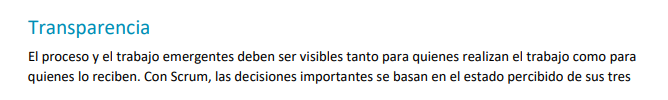 Transparencia
El proceso y el trabajo emergentes deben ser visibles tanto para quienes realizan el trabajo como para
quienes lo reciben. Con Scrum, las decisiones importantes se basan en el estado percibido de sus tres